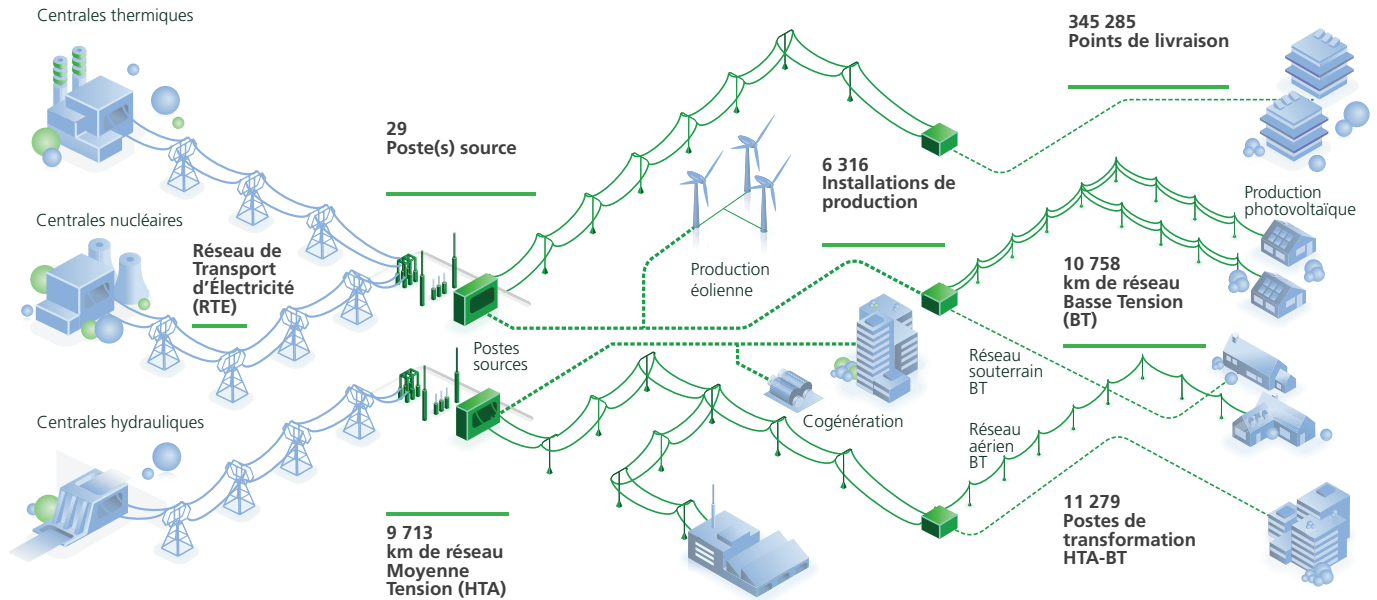 Centrales thermiques
345 285
Points de livraison
29
Poste(s) source
6 316
Installations de
production
Production
photovoltaïque
Centrales nucléaires
Réseau de
Transport
d'Électricité
(RTE)
Production
éolienne
10 758
km de réseau
Basse Tension
(BT)
Postes
sources
Réseau
souterrain
BT
Centrales hydrauliques
Cogénération
Réseau
aérien
BT
9 713
km de réseau
Moyenne
Tension (HTA)
11 279
Postes de
transformation
HTA-BT